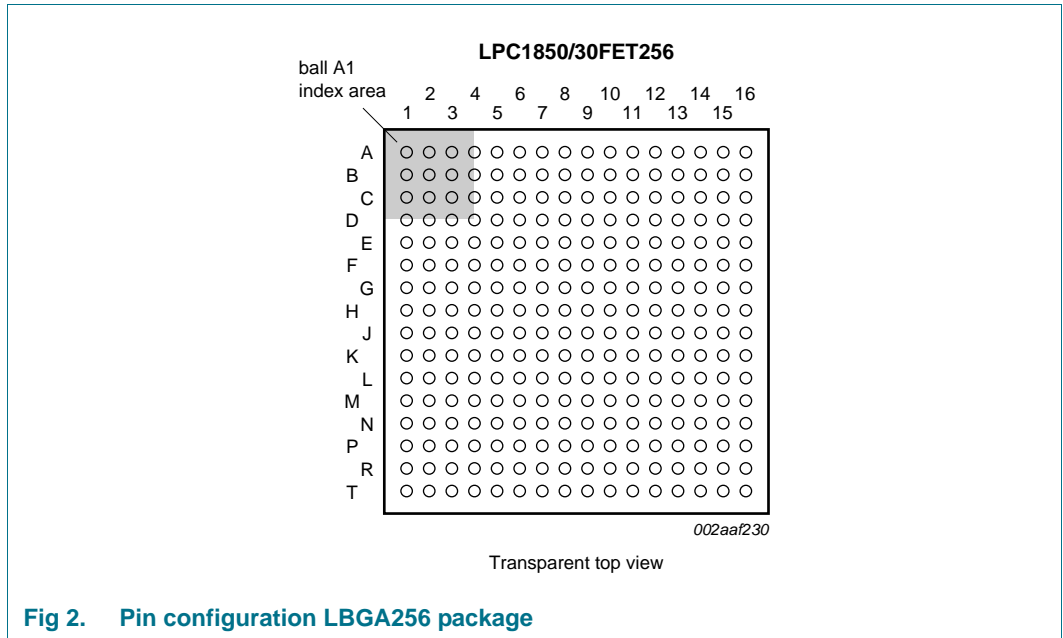 LPC1850/30FET256
ball A1
index area
2 4 6 8 10 12 14 16
1 3 5 7 9 11 13 15
A
B
C
D
E
F
G
H
J
K
L
M
N
P
R
T
002aaf230
Transparent top view
Fig 2. Pin configuration LBGA256 package